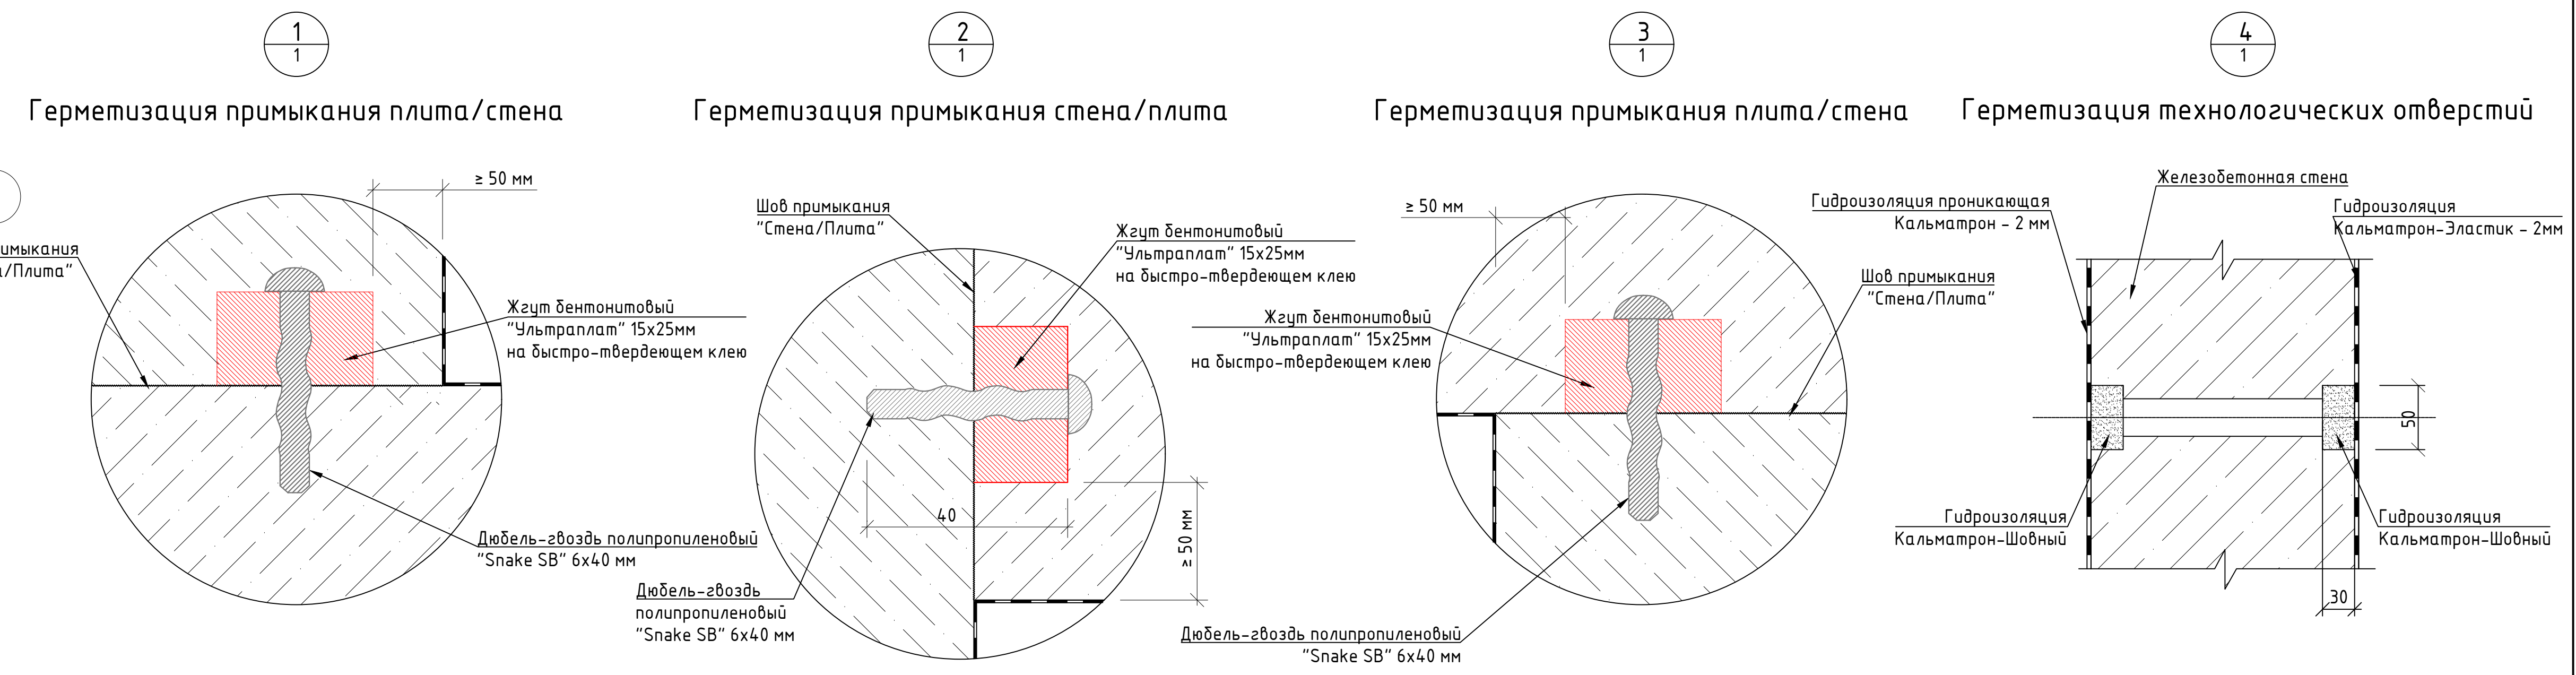 1
1
Герметизация примыкания плита/стена
≥ 50 мм
Жгут бентонитовый
"Ультраплат" 15х25мм
на быстро-твердеющем клею
Дюбель-гвоздь полипропиленовый
"Snake SB" 6х40 мм
2
1
Герметизация примыкания стена/плита
Шов примыкания
"Стена/Плита"
Жгут бентонитовый
"Ультраплат" 15х25мм
на быстро-твердеющем клею
40
≥ 50 мм
Дюбель-гвоздь
полипропиленовый
"Snake SB" 6х40 мм
3
1
Герметизация примыкания плита/стена
≥ 50 мм
Шов примыкания
"Стена/Плита"
Жгут бентонитовый
"Ультраплат" 15х25мм
на быстро-твердеющем клею
Дюбель-гвоздь полипропиленовый
"Snake SB" 6х40 мм
4
1
Герметизация технологических отверстий
Железобетонная стена
Гидроизоляция проникающая
Кальматрон - 2 мм
Гидроизоляция
Кальматрон-Эластик - 2мм
50
Гидроизоляция
Кальматрон-Шовный
Гидроизоляция
Кальматрон-Шовный
30